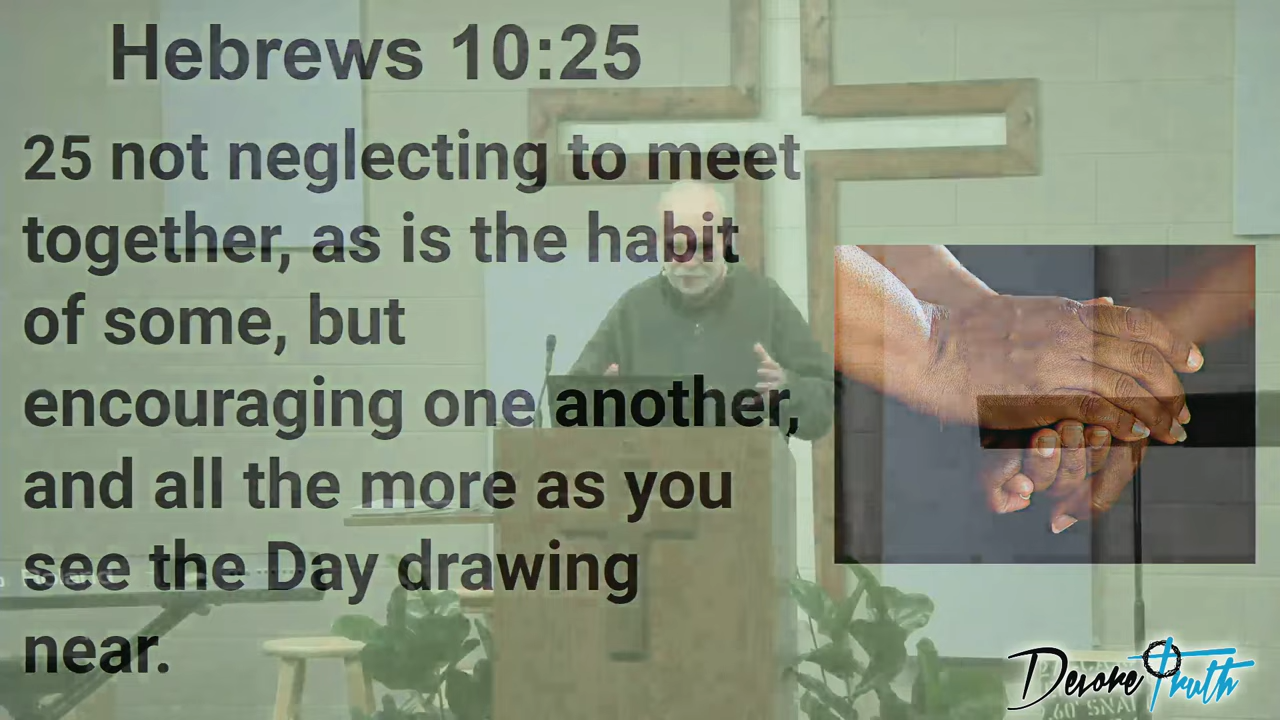 Hebrews 10:25
25 not neglecting to meet
together, as is the habit
of some, but
encouraging one another,
and all the more as you
see the Day drawing
near.
Roland
Devore Truth